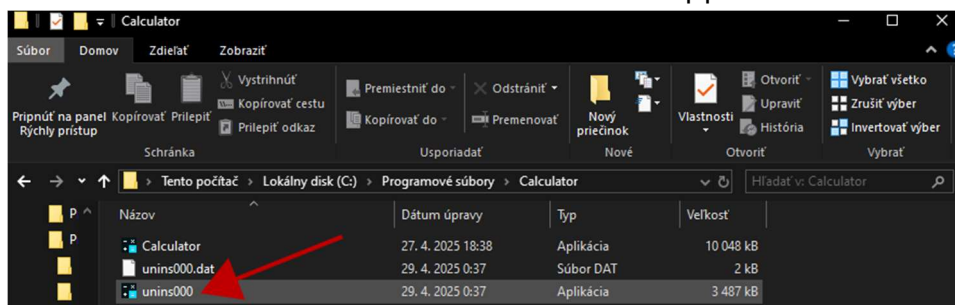 Calculator
Súbor Domov Zdieľať Zobraziť
Pripnúť na panel Rýchly prístup
Kopírovať
Prilepiť
Vystrihnúť
Kopírovať cestu
Prilepiť odkaz
Schránka
Premiestniť do
Kopírovať do
Odstrániť
Premenovať
Usporiadať
Nový
priečinok
Nové
Vlastnosti
Otvoriť
Upraviť
História
Otvoriť
Vybrať všetko
Zrušiť výber
Invertovať výber
Vybrať
Tento počítač > Lokálny disk (C:) > Programové súbory > Calculator
Hľadať v: Calculator
P
P
Názov Dátum úpravy Typ Veľkosť
Calculator 27. 4. 2025 18:38 Aplikácia 10 048 kB
unins000.dat 29. 4. 2025 0:37 Súbor DAT 2 kB
unins000 29. 4. 2025 0:37 Aplikácia 3 487 kB